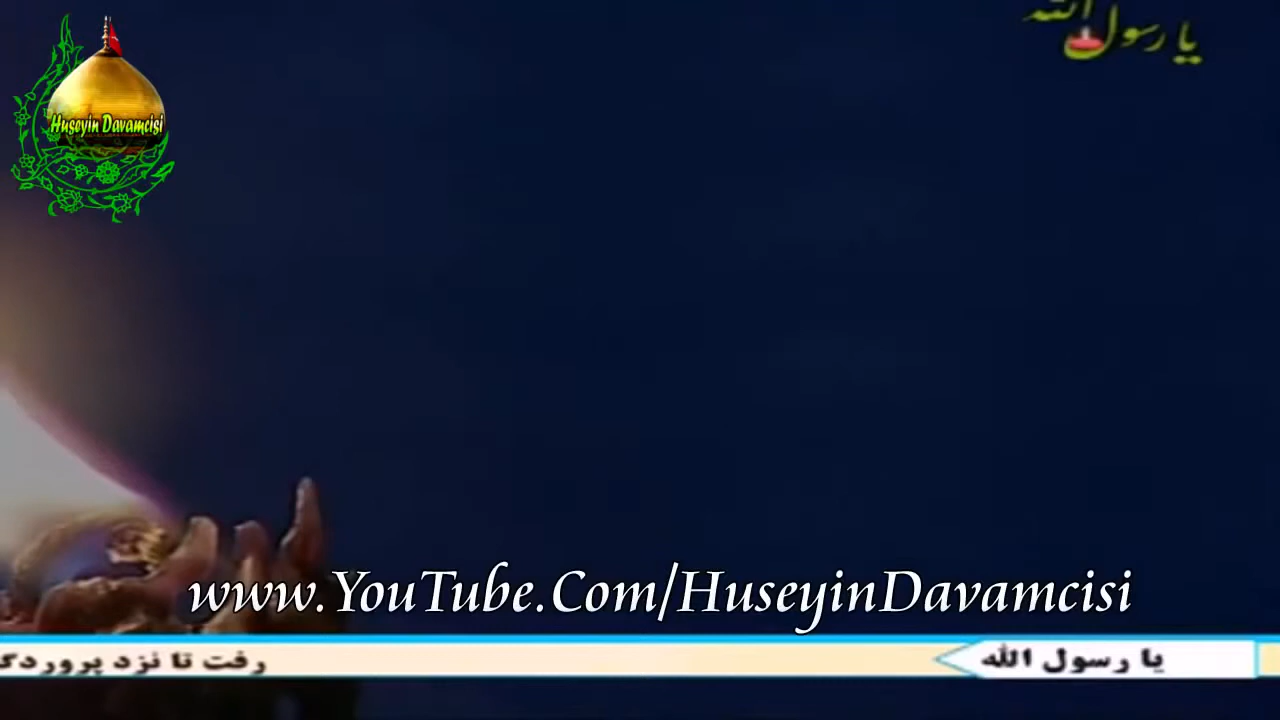 یا رسول الله
Huseyin Davamcisi
www.YouTube.Com/HuseyinDavamcisi
یا رسول الله
رفت تا نزد